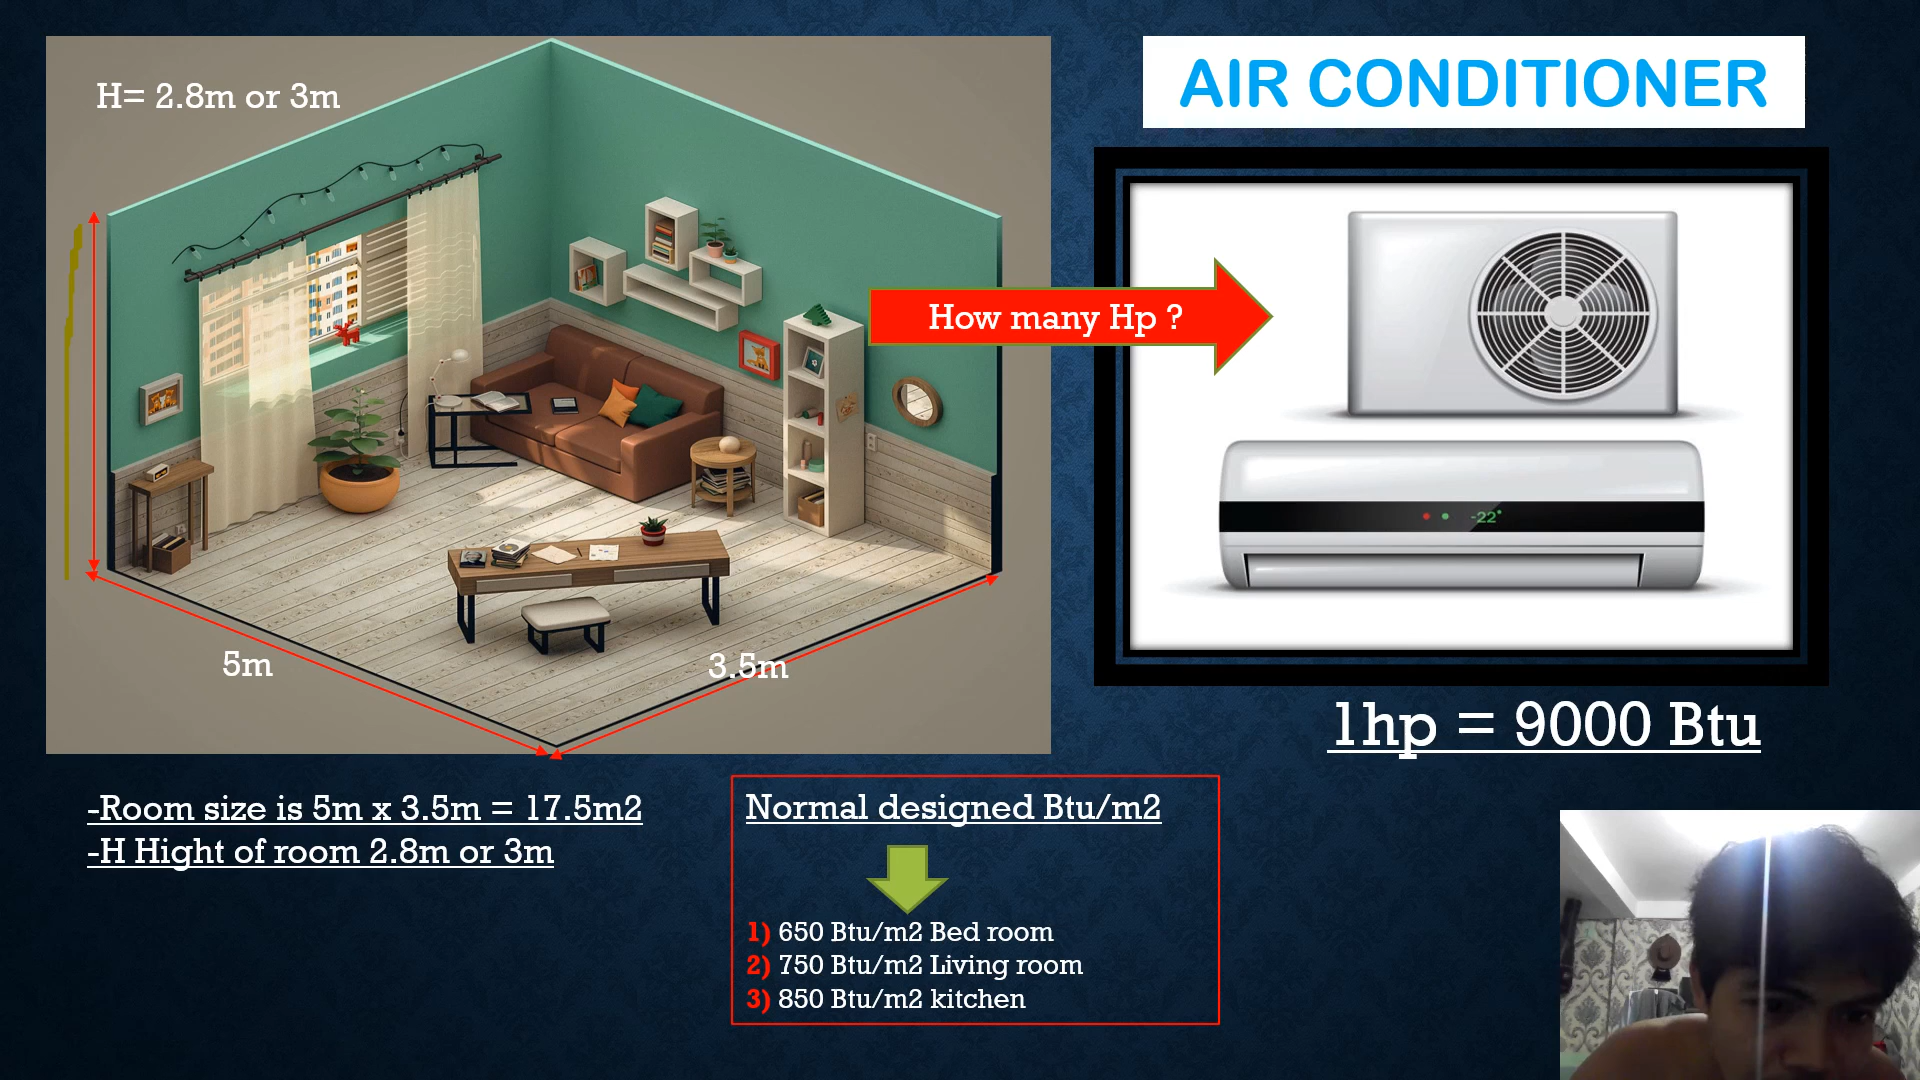 H= 2.8m or 3m
AIR CONDITIONER
How many Hp ?
-22°
5m
3.5m
1hp = 9000 Btu
-Room size is 5m x 3.5m = 17.5m2
-H Hight of room 2.8m or 3m
Normal designed Btu/m2
1) 650 Btu/m2 Bed room
2) 750 Btu/m2 Living room
3) 850 Btu/m2 kitchen